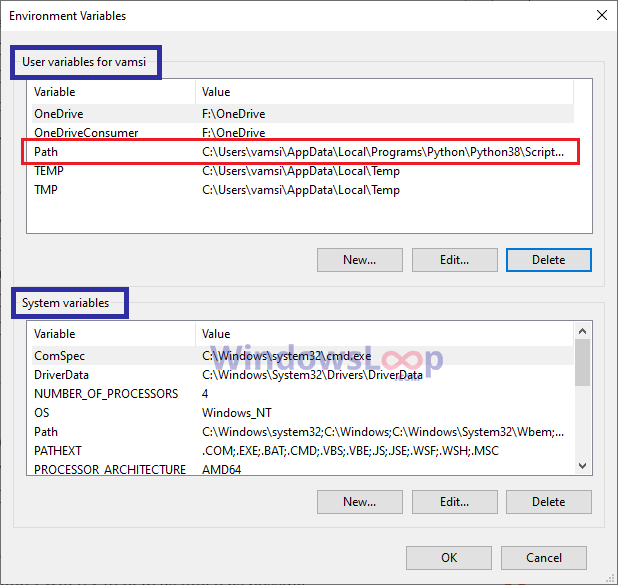 Environment Variables
User variables for vamsi
Variable Value
OneDrive F:\OneDrive
OneDriveConsumer F:\OneDrive
Path C:\Users\vamsi\AppData\Local\Programs\Python\Python38\Script...
TEMP C:\Users\vamsi\AppData\Local\Temp
TMP C:\Users\vamsi\AppData\Local\Temp
New... Edit... Delete
System variables
Variable Value
WindowsLoop
ComSpec C:\Windows\system32\cmd.exe
DriverData C:\Windows\System32\Drivers\DriverData
NUMBER_OF_PROCESSORS 4
OS Windows_NT
Path C:\Windows\system32;C:\Windows;C:\Windows\System32\Wbem;...
PATHEXT .COM;.EXE;.BAT;.CMD;.VBS;.VBE;.JS;.JSE;.WSF;.WSH;.MSC
PROCESSOR_ARCHITECTURE AMD64
New... Edit... Delete
OK Cancel